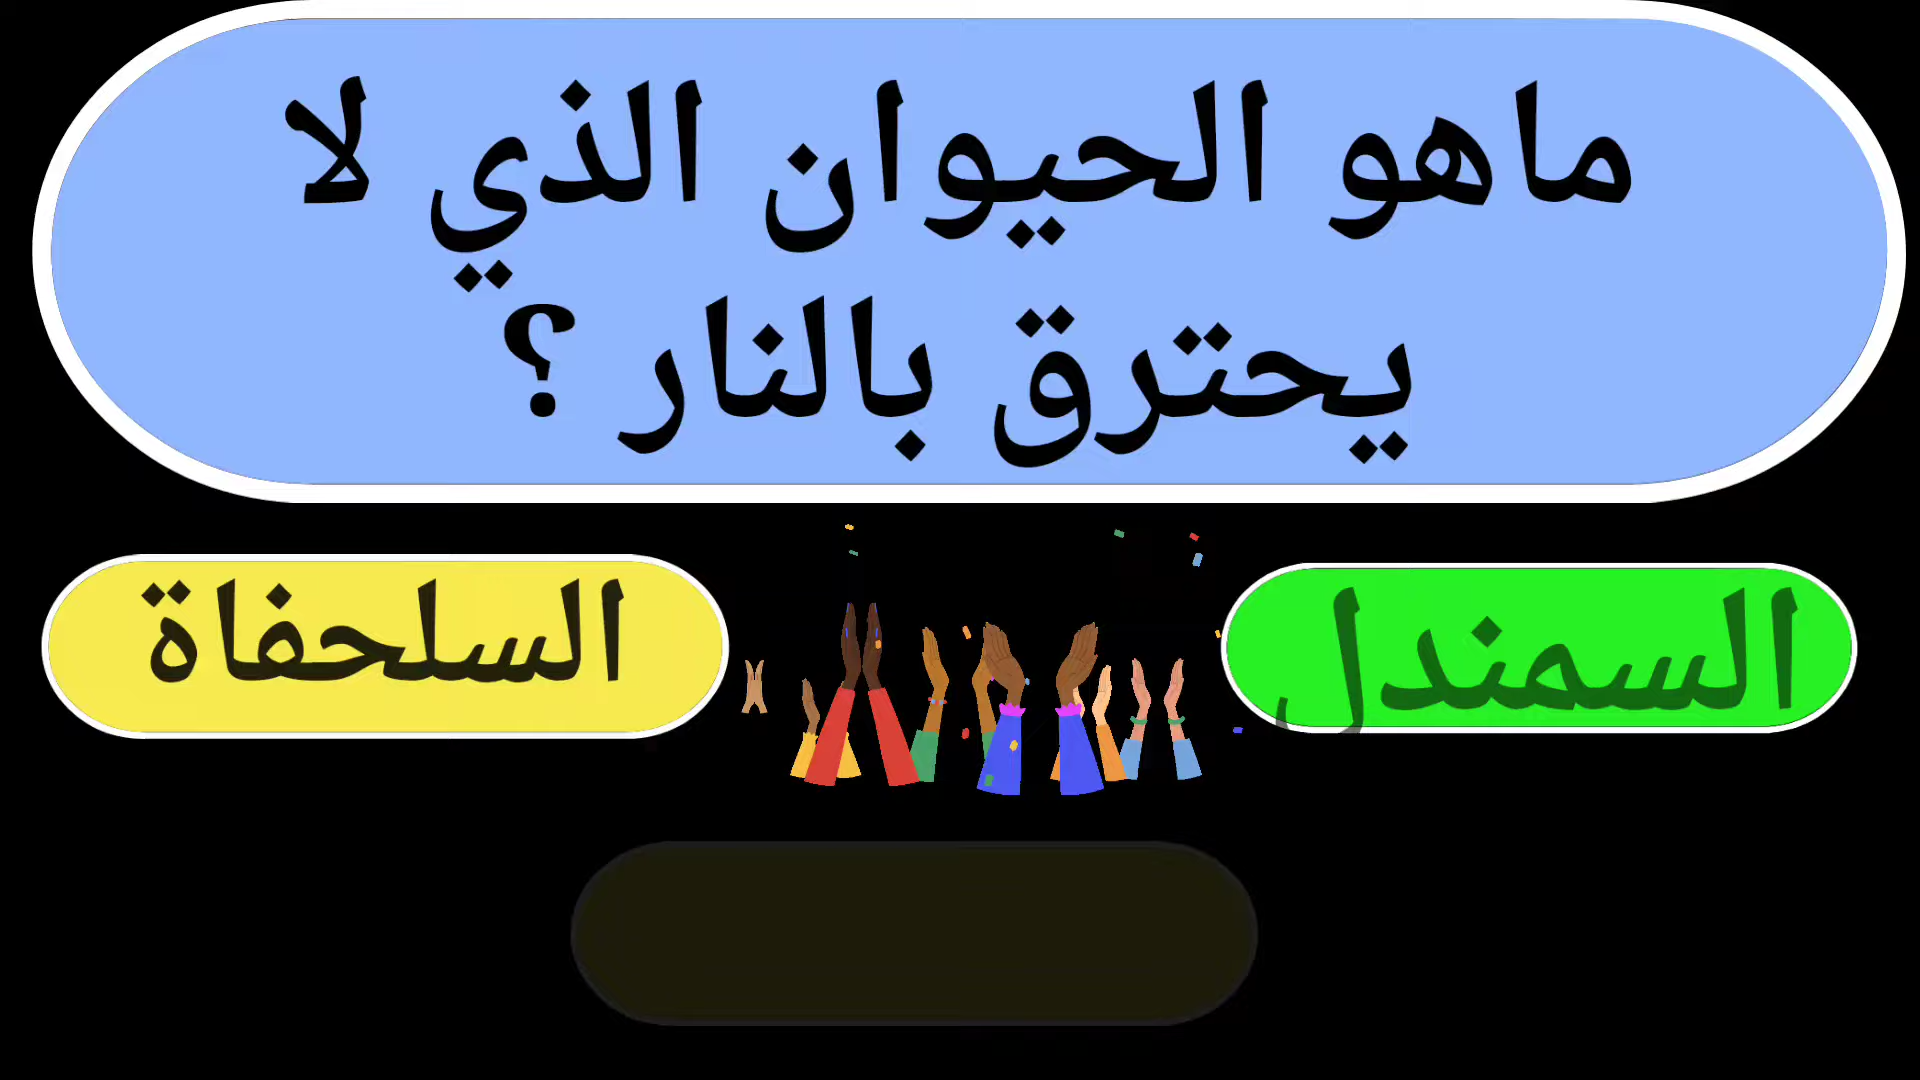 ماهو الحيوان الذي لا
يحترق بالنار ؟
السمندل
السلحفاة